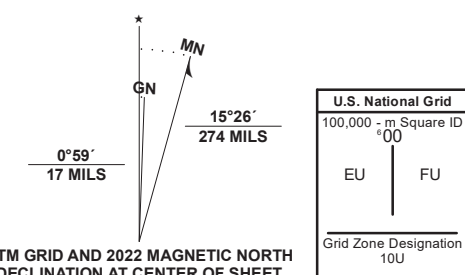 ★
MN
GN
15°26´
274 MILS
0°59´
17 MILS
TM GRID AND 2022 MAGNETIC NORTH
DECLINATION AT CENTER OF SHEET
U.S. National Grid
100,000 - m Square ID
⁶00
EU FU
Grid Zone Designation
10U